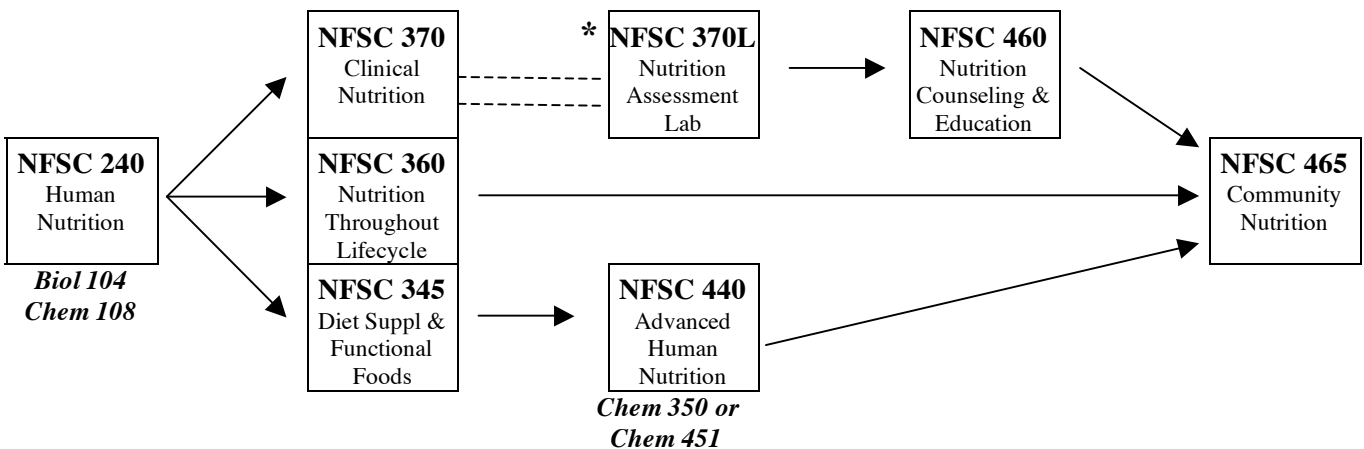 NFSC 240
Human
Nutrition
Biol 104
Chem 108
NFSC 370
Clinical
Nutrition
NFSC 360
Nutrition
Throughout
Lifecycle
NFSC 345
Diet Suppl &
Functional
Foods
*
NFSC 370L
Nutrition
Assessment
Lab
NFSC 440
Advanced
Human
Nutrition
Chem 350 or
Chem 451
NFSC 460
Nutrition
Counseling &
Education
NFSC 465
Community
Nutrition